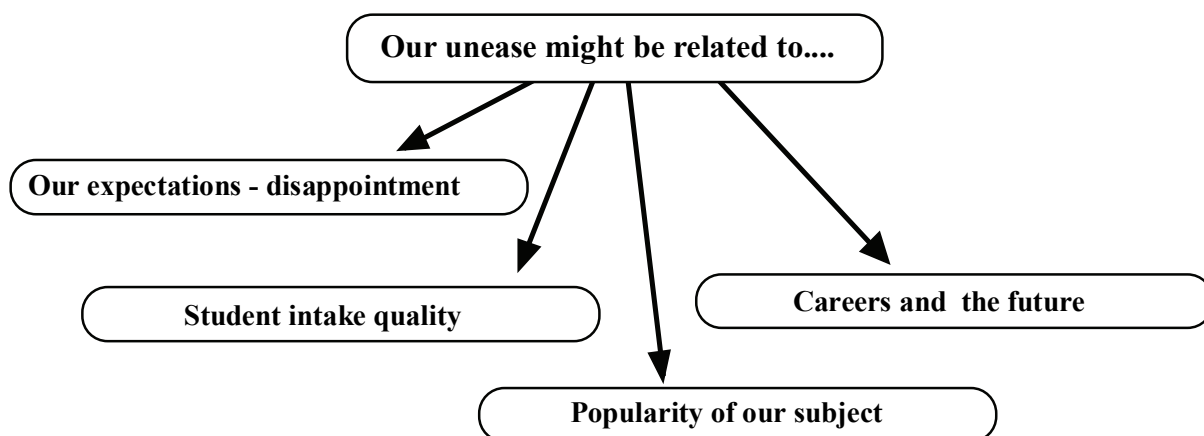 Our unease might be related to....
Our expectations - disappointment
Student intake quality
Careers and the future
Popularity of our subject